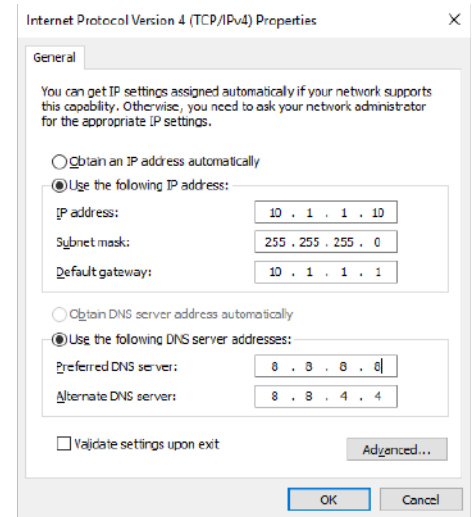 Internet Protocol Version 4 (TCP/IPv4) Properties
General
You can get IP settings assigned automatically if your network supports
this capability. Otherwise, you need to ask your network administrator
for the appropriate IP settings.
Obtain an IP address automatically
Use the following IP address:
IP address: 10 . 1 . 1 . 10
Subnet mask: 255 . 255 . 255 . 0
Default gateway: 10 . 1 . 1 . 1
Obtain DNS server address automatically
Use the following DNS server addresses:
Preferred DNS server: 8 . 8 . 8 . 8
Alternate DNS server: 8 . 8 . 4 . 4
Validate settings upon exit
Advanced...
OK Cancel